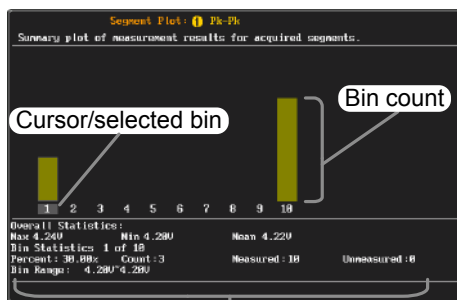 Segment Plot: 1 Pk-Pk
Summary plot of measurement results for acquired segments.
Bin count
Cursor/selected bin
1 2 3 4 5 6 7 8 9 10
Overall Statistics:
Max 4.24V Min 4.20V Mean 4.22V
Bin Statistics 1 of 10
Percent: 30.00% Count:3 Measured:10 Unmeasured:0
Bin Range: 4.20V~4.20V